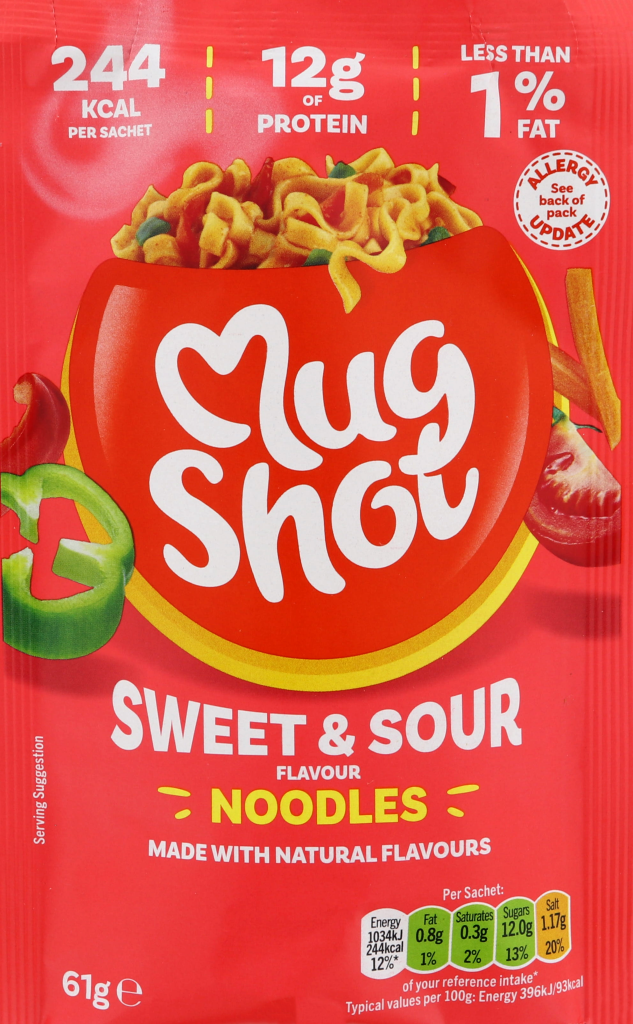 244
KCAL
PER SACHET
12g
OF
PROTEIN
LESS THAN
1%
FAT
ALLERGY
See
back of
pack
UPDATE
Mug
Shot
SWEET & SOUR
FLAVOUR
NOODLES
MADE WITH NATURAL FLAVOURS
Serving Suggestion
Per Sachet:
Energy
1034kJ
244kcal
12%*
Fat
0.8g
1%
Saturates
0.3g
2%
Sugars
12.0g
13%
Salt
1.17g
20%
of your reference intake*
Typical values per 100g: Energy 396kJ/93kcal
61g ℮